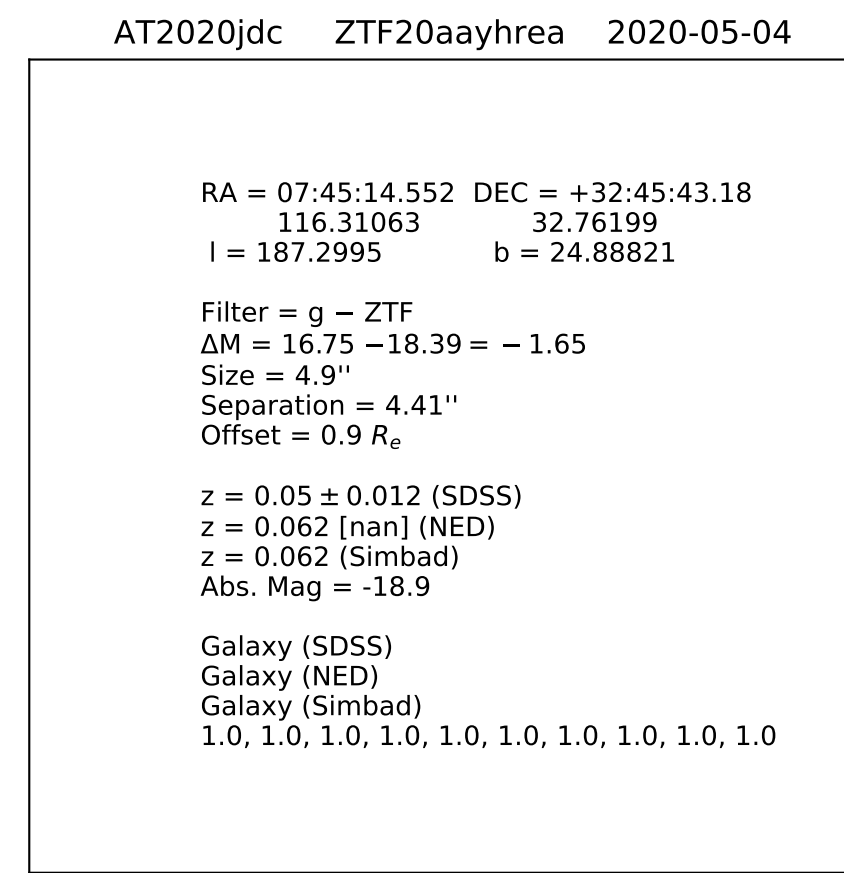 AT2020jdc ZTF20aayhrea 2020-05-04
RA = 07:45:14.552 DEC = +32:45:43.18
116.31063 32.76199
l = 187.2995 b = 24.88821
Filter = g − ZTF
ΔM = 16.75 −18.39 = − 1.65
Size = 4.9''
Separation = 4.41''
Offset = 0.9 Re
z = 0.05 ± 0.012 (SDSS)
z = 0.062 [nan] (NED)
z = 0.062 (Simbad)
Abs. Mag = -18.9
Galaxy (SDSS)
Galaxy (NED)
Galaxy (Simbad)
1.0, 1.0, 1.0, 1.0, 1.0, 1.0, 1.0, 1.0, 1.0, 1.0